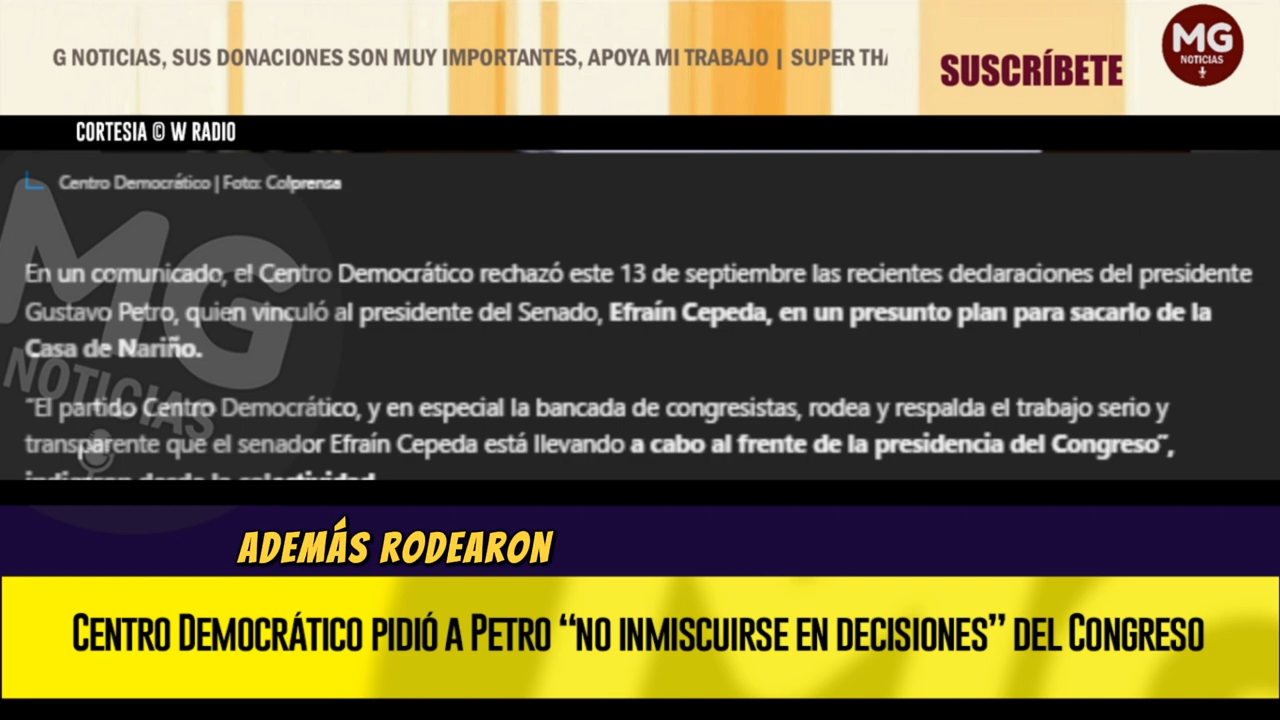 G NOTICIAS, SUS DONACIONES SON MUY IMPORTANTES, APOYA MI TRABAJO | SUPER
SUSCRÍBETE
MG
NOTICIAS
CORTESIA © W RADIO
Centro Democrático | Foto: Colprensa
En un comunicado, el Centro Democrático rechazó este 13 de septiembre las recientes declaraciones del presidente
Gustavo Petro, quien vinculó al presidente del Senado, Efraín Cepeda, en un presunto plan para sacarlo de la
Casa de Nariño.
MG
NOTICIAS
"El partido Centro Democrático, y en especial la bancada de congresistas, rodea y respalda el trabajo serio y
transparente que el senador Efraín Cepeda está llevando a cabo al frente de la presidencia del Congreso",
ADEMÁS RODEARON
CENTRO DEMOCRÁTICO PIDIÓ A PETRO “NO INMISCUIRSE EN DECISIONES” DEL CONGRESO